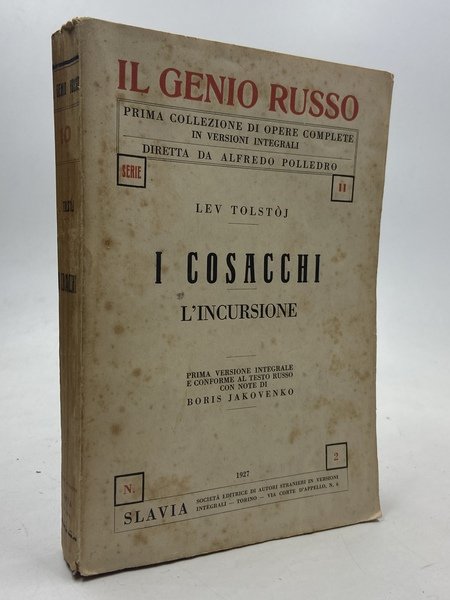 IL GENIO RUSSO
PRIMA COLLEZIONE DI OPERE COMPLETE
IN VERSIONI INTEGRALI
DIRETTA DA ALFREDO POLLEDRO
SERIE
II
LEV TOLSTÒJ
I COSACCHI
L'INCURSIONE
PRIMA VERSIONE INTEGRALE
E CONFORME AL TESTO RUSSO
CON NOTE DI
BORIS JAKOVENKO
N.
2
1927
SLAVIA
SOCIETÀ EDITRICE DI AUTORI STRANIERI IN VERSIONI
INTEGRALI — TORINO — VIA CORTE D'APPELLO, N. 6